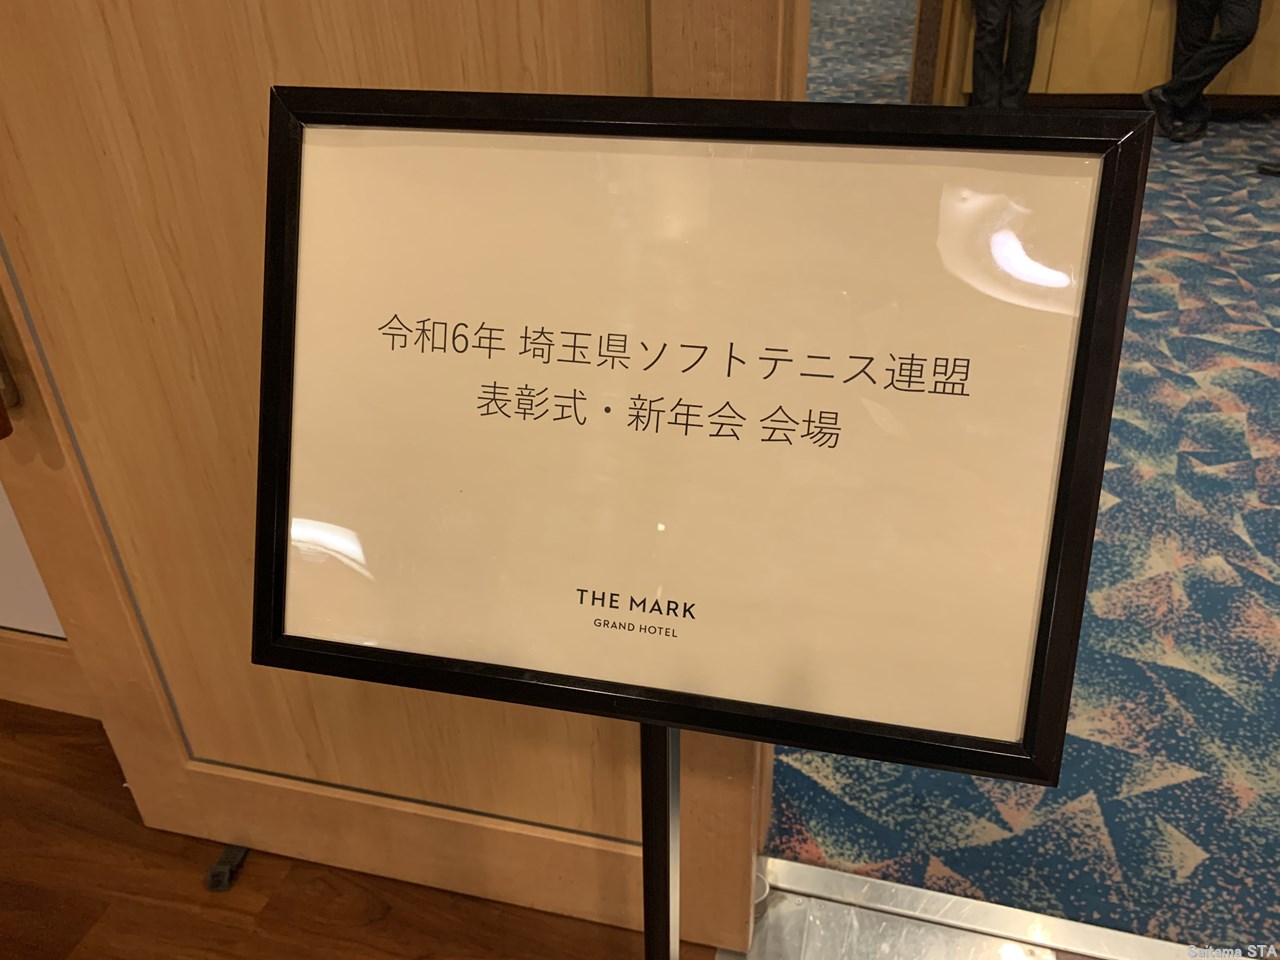 令和6年 埼玉県ソフトテニス連盟
表彰式・新年会 会場
THE MARK
GRAND HOTEL
Saitama STA